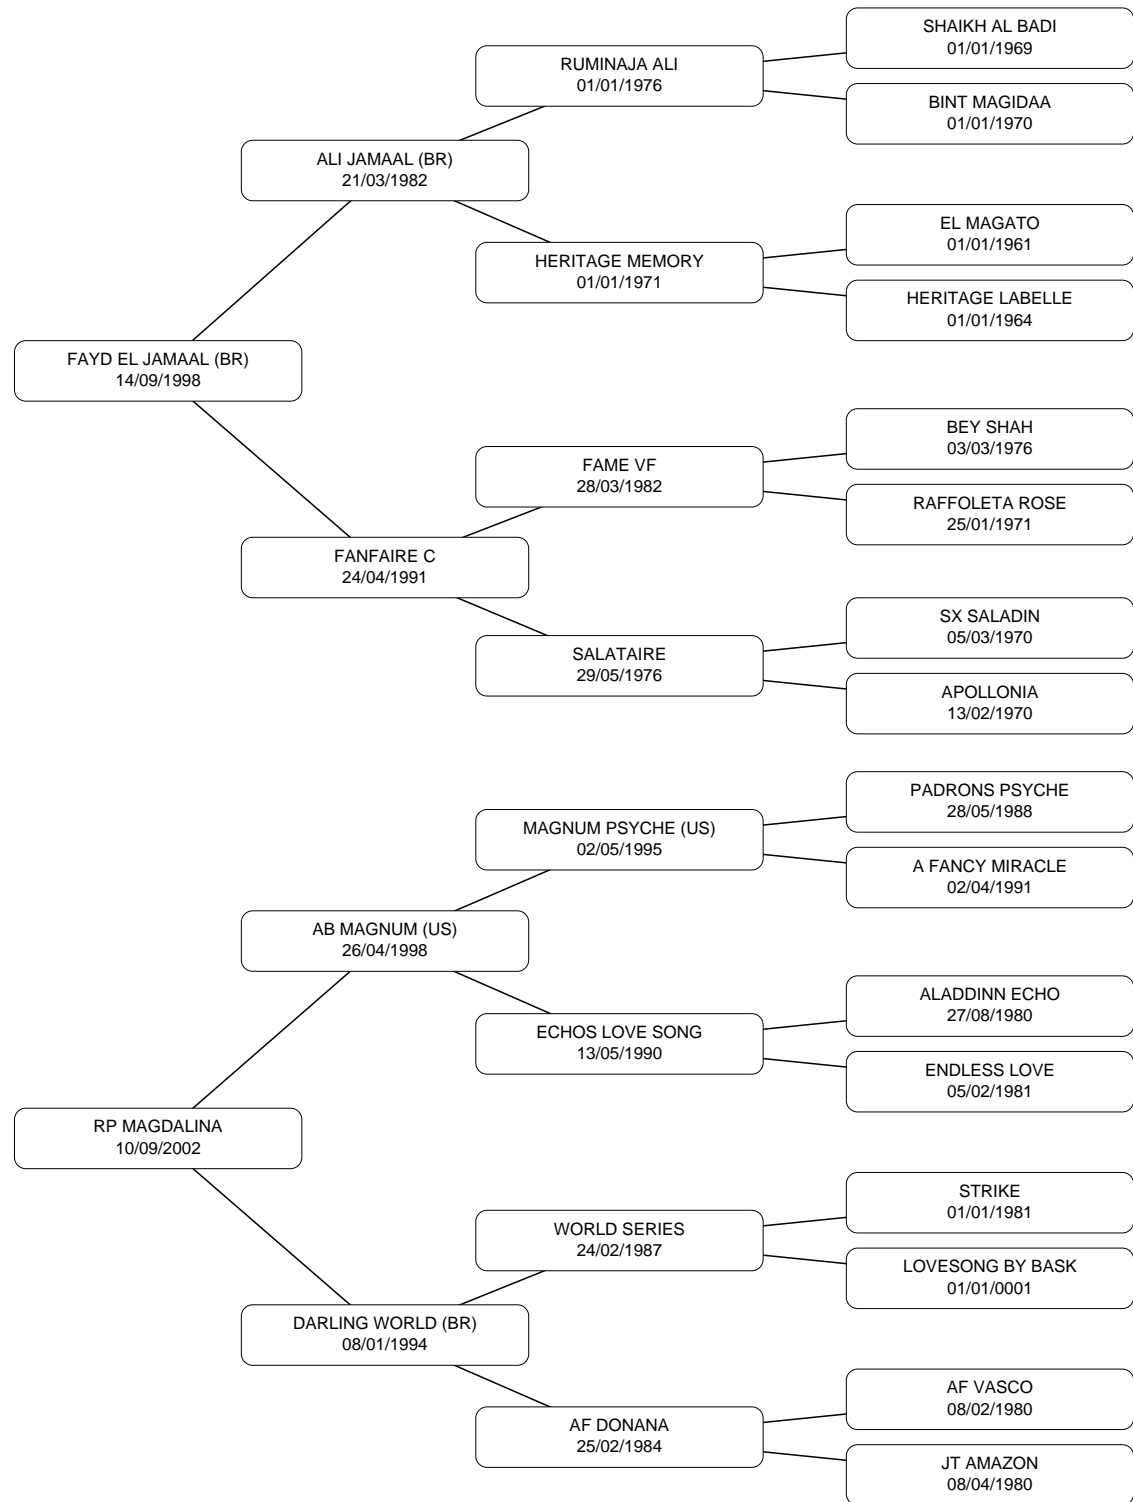 SHAIKH AL BADI
01/01/1969
RUMINAJA ALI
01/01/1976
BINT MAGIDAA
01/01/1970
ALI JAMAAL (BR)
21/03/1982
EL MAGATO
01/01/1961
HERITAGE MEMORY
01/01/1971
HERITAGE LABELLE
01/01/1964
FAYD EL JAMAAL (BR)
14/09/1998
BEY SHAH
03/03/1976
FAME VF
28/03/1982
RAFFOLETA ROSE
25/01/1971
FANFAIRE C
24/04/1991
SX SALADIN
05/03/1970
SALATAIRE
29/05/1976
APOLLONIA
13/02/1970
PADRONS PSYCHE
28/05/1988
MAGNUM PSYCHE (US)
02/05/1995
A FANCY MIRACLE
02/04/1991
AB MAGNUM (US)
26/04/1998
ALADDINN ECHO
27/08/1980
ECHOS LOVE SONG
13/05/1990
ENDLESS LOVE
05/02/1981
RP MAGDALINA
10/09/2002
STRIKE
01/01/1981
WORLD SERIES
24/02/1987
LOVESONG BY BASK
01/01/0001
DARLING WORLD (BR)
08/01/1994
AF VASCO
08/02/1980
AF DONANA
25/02/1984
JT AMAZON
08/04/1980